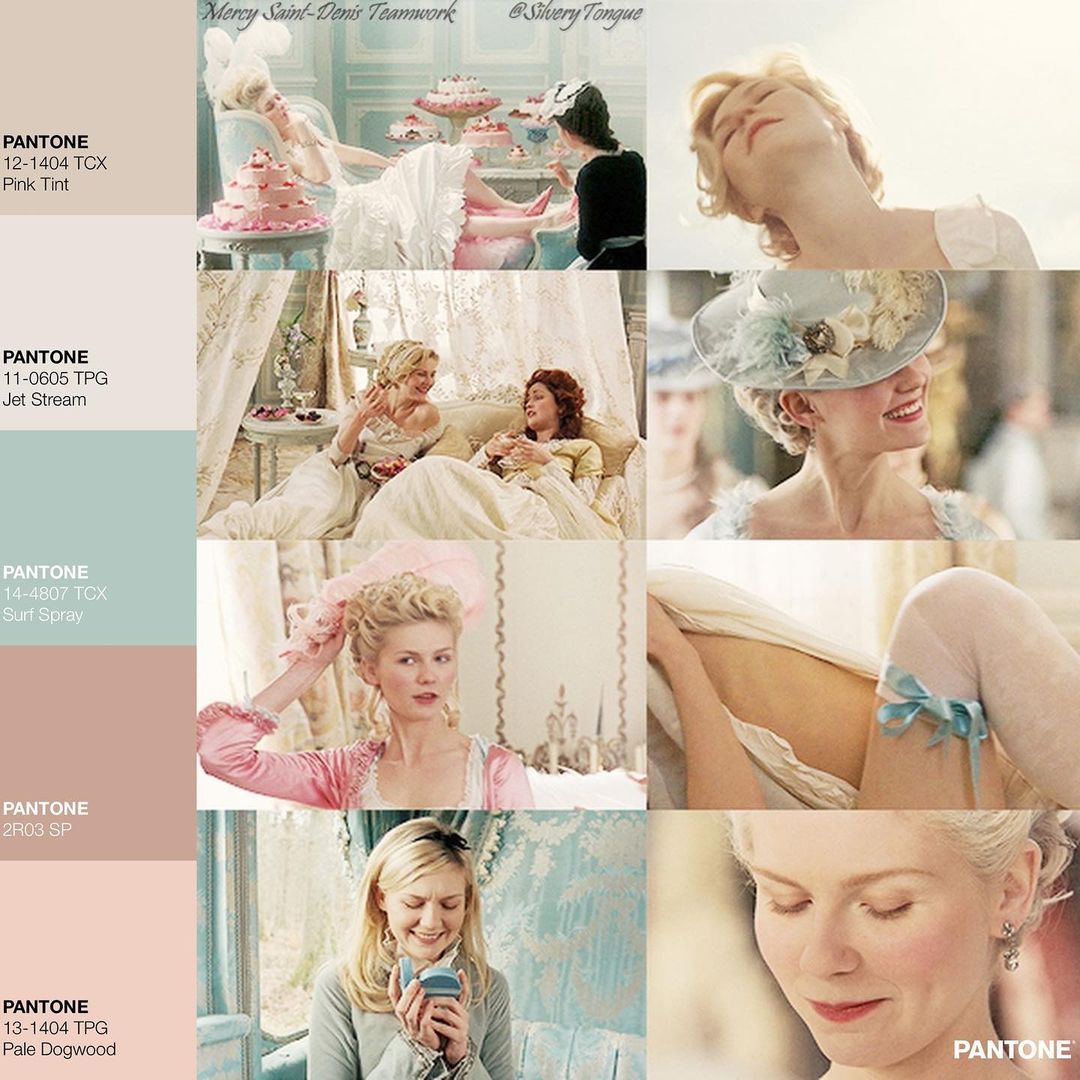 Mercy Saint-Denis Teamwork @SilveryTongue
PANTONE
12-1404 TCX
Pink Tint
PANTONE
11-0605 TPG
Jet Stream
PANTONE
14-4807 TCX
Surf Spray
PANTONE
2R03 SP
PANTONE
13-1404 TPG
Pale Dogwood
PANTONE